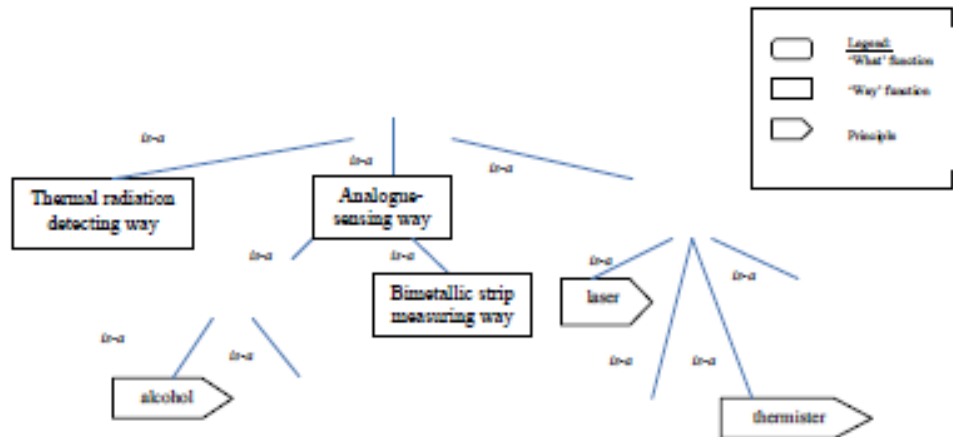 Legend:
'What' function
'Way' function
Principle
is-a
is-a
is-a
Thermal radiation
detecting way
Analogue-
sensing way
is-a
is-a
is-a
is-a
Bimetallic strip
measuring way
laser
is-a
is-a
is-a
is-a
alcohol
thermister